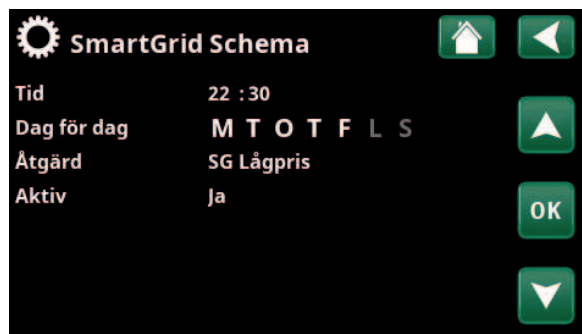 SmartGrid Schema
Tid 22 :30
Dag för dag M T O T F L S
Åtgärd SG Lågpris
Aktiv Ja
OK